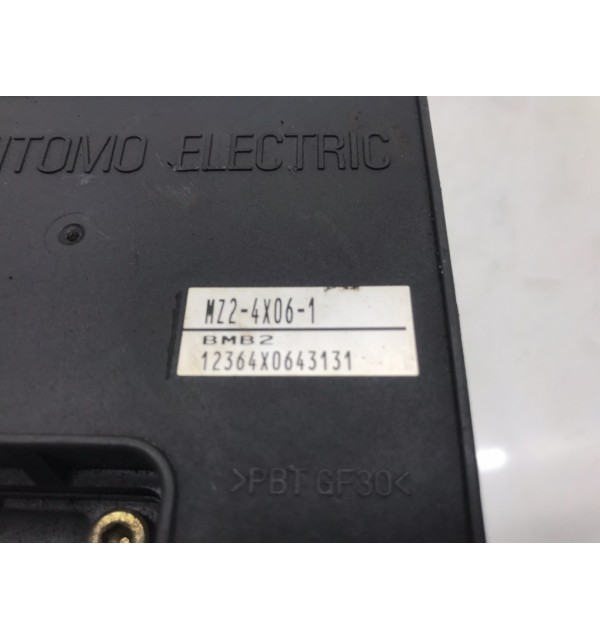 ITOMO ELECTRIC
MZ2-4X06-1
BMB2
12364X0643131
>PBT GF30<